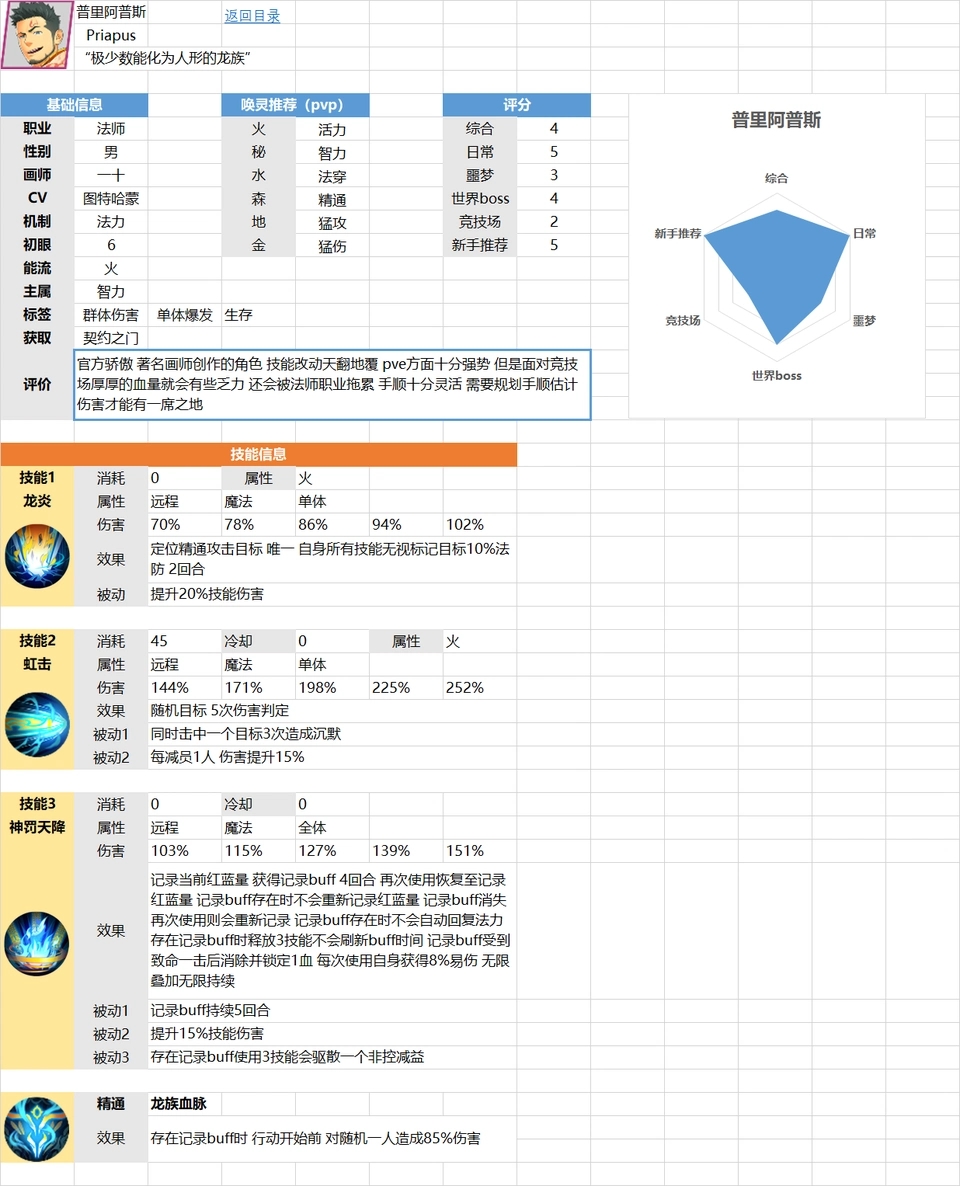 普里阿普斯
返回目录
Priapus
“极少数能化为人形的龙族”
基础信息 唤灵推荐（pvp） 评分
职业 法师 火 活力 综合 4
性别 男 秘 智力 日常 5
画师 一十 水 法穿 噩梦 3
CV 图特哈蒙 森 精通 世界boss 4
机制 法力 地 猛攻 竞技场 2
初眼 6 金 猛伤 新手推荐 5
能流 火
主属 智力
标签 群体伤害 单体爆发 生存
获取 契约之门
评价
官方骄傲 著名画师创作的角色 技能改动天翻地覆 pve方面十分强势 但是面对竞技
场厚厚的血量就会有些乏力 还会被法师职业拖累 手顺十分灵活 需要规划手顺估计
伤害才能有一席之地
普里阿普斯
综合
日常
噩梦
世界boss
竞技场
新手推荐
技能信息
技能1 消耗 0 属性 火
龙炎 属性 远程 魔法 单体
伤害 70% 78% 86% 94% 102%
效果
定位精通攻击目标 唯一 自身所有技能无视标记目标10%法
防 2回合
被动 提升20%技能伤害
技能2 消耗 45 冷却 0 属性 火
虹击 属性 远程 魔法 单体
伤害 144% 171% 198% 225% 252%
效果 随机目标 5次伤害判定
被动1 同时击中一个目标3次造成沉默
被动2 每减员1人 伤害提升15%
技能3 消耗 0 冷却 0
神罚天降 属性 远程 魔法 全体
伤害 103% 115% 127% 139% 151%
效果
记录当前红蓝量 获得记录buff 4回合 再次使用恢复至记录
红蓝量 记录buff存在时不会重新记录红蓝量 记录buff消失
再次使用则会重新记录 记录buff存在时不会自动回复法力
存在记录buff时释放3技能不会刷新buff时间 记录buff受到
致命一击后消除并锁定1血 每次使用自身获得8%易伤 无限
叠加无限持续
被动1 记录buff持续5回合
被动2 提升15%技能伤害
被动3 存在记录buff使用3技能会驱散一个非控减益
精通 龙族血脉
效果 存在记录buff时 行动开始前 对随机一人造成85%伤害